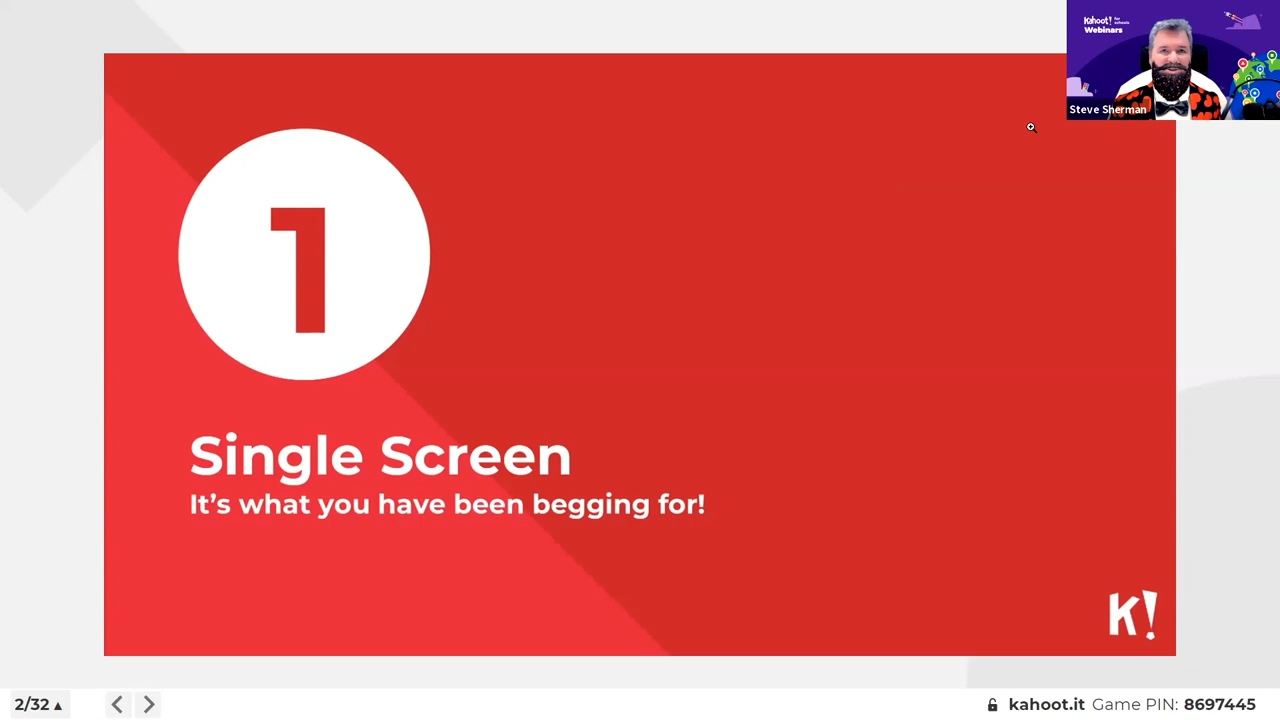 Kahoot! for schools
Webinars
Steve Sherman
1
Single Screen
It's what you have been begging for!
K!
2/32 ▲
kahoot.it Game PIN: 8697445